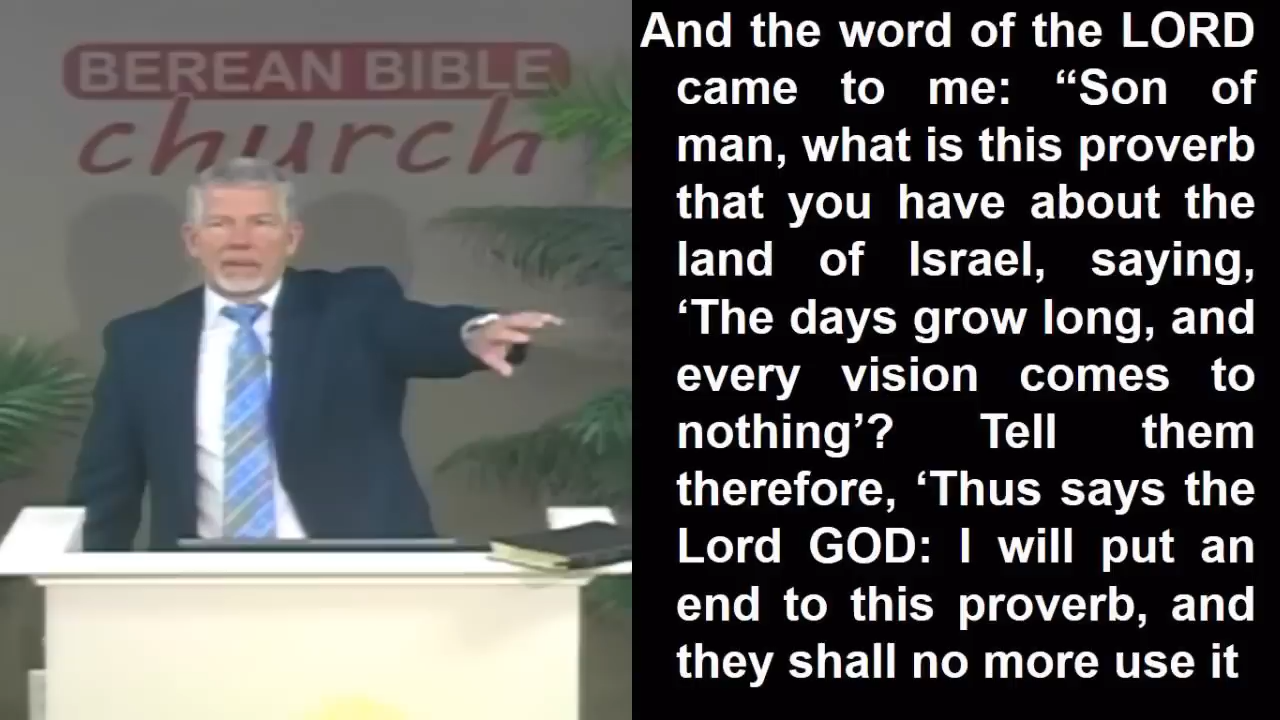 BEREAN BIBLE
church
And the word of the LORD
came to me: “Son of
man, what is this proverb
that you have about the
land of Israel, saying,
‘The days grow long, and
every vision comes to
nothing’? Tell them
therefore, ‘Thus says the
Lord GOD: I will put an
end to this proverb, and
they shall no more use it